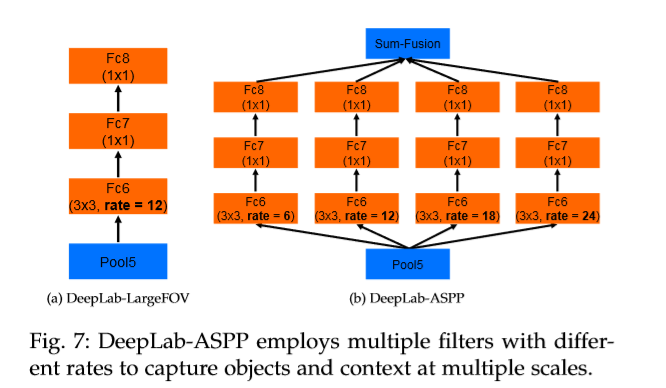 Fc8
(1x1)
Fc7
(1x1)
Fc6
(3x3, rate = 12)
Pool5
(a) DeepLab-LargeFOV
Sum-Fusion
Fc8 Fc8 Fc8 Fc8
(1x1) (1x1) (1x1) (1x1)
Fc7 Fc7 Fc7 Fc7
(1x1) (1x1) (1x1) (1x1)
Fc6 Fc6 Fc6 Fc6
(3x3, rate = 6) (3x3, rate = 12) (3x3, rate = 18) (3x3, rate = 24)
Pool5
(b) DeepLab-ASPP
Fig. 7: DeepLab-ASPP employs multiple filters with differ-
ent rates to capture objects and context at multiple scales.